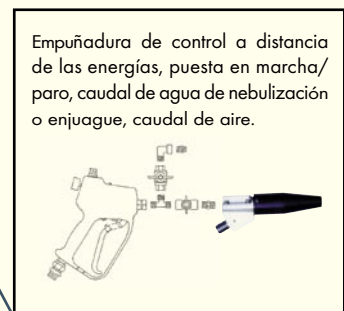 Empuñadura de control a distancia
de las energías, puesta en marcha/
paro, caudal de agua de nebulización
o enjuague, caudal de aire.